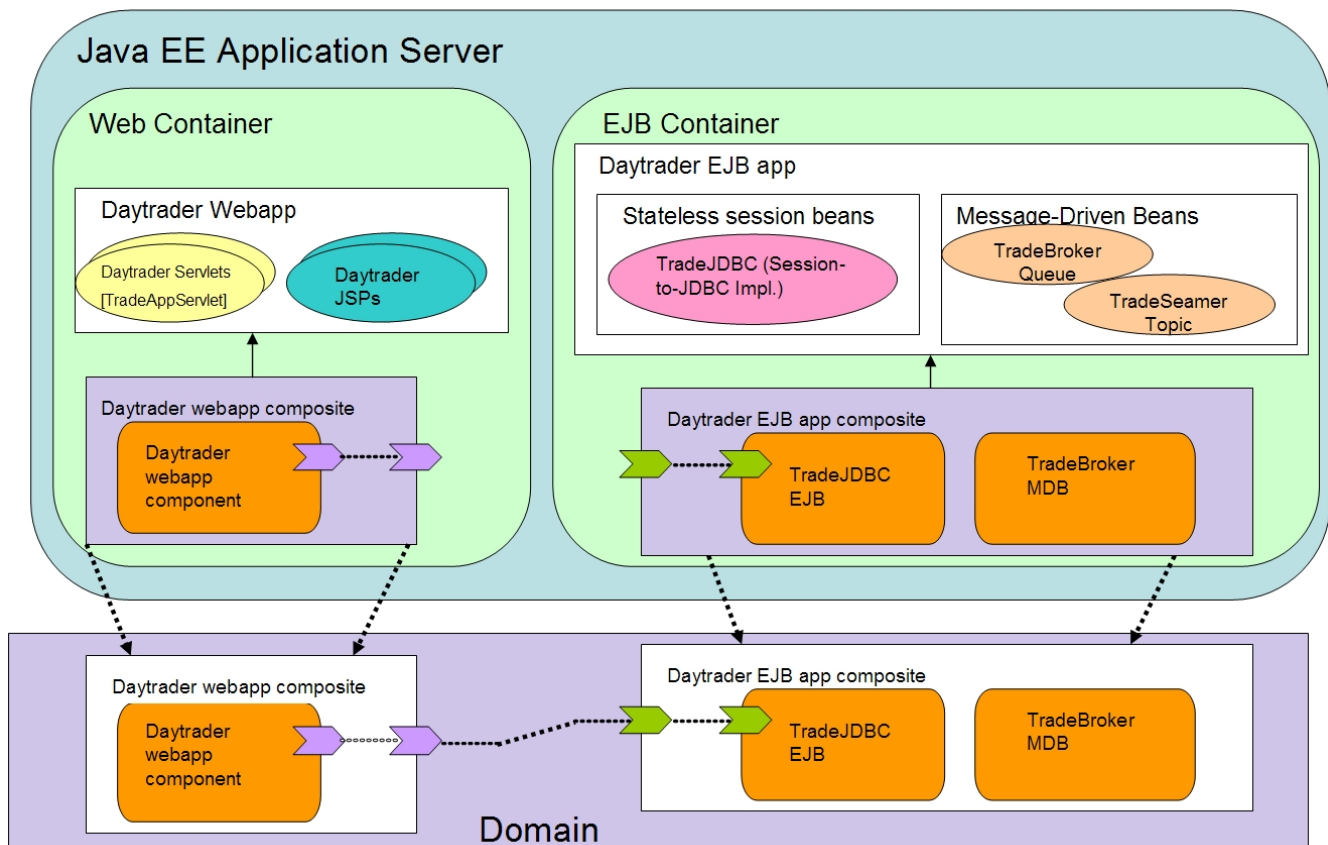 Java EE Application Server
Web Container
Daytrader Webapp
Daytrader Servlets
[TradeAppServlet]
Daytrader
JSPs
Daytrader webapp composite
Daytrader
webapp
component
EJB Container
Daytrader EJB app
Stateless session beans
TradeJDBC (Session-
to-JDBC Impl.)
Message-Driven Beans
TradeBroker
Queue
TradeSeamer
Topic
Daytrader EJB app composite
TradeJDBC
EJB
TradeBroker
MDB
Daytrader webapp composite
Daytrader
webapp
component
Daytrader EJB app composite
TradeJDBC
EJB
TradeBroker
MDB
Domain